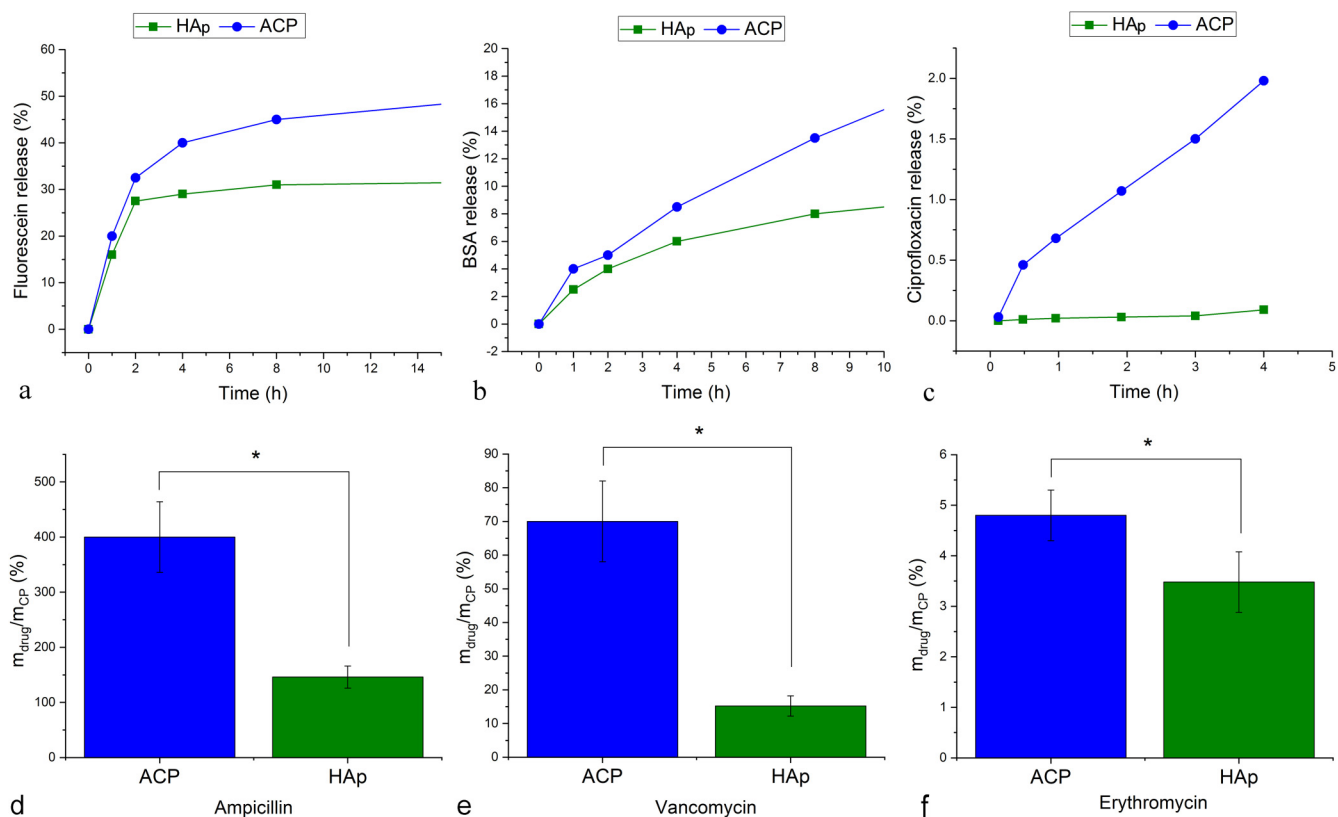 HAp ACP
Fluorescein release (%)
60
50
40
30
20
10
0
0 2 4 6 8 10 12 14
Time (h)
a
HAp ACP
BSA release (%)
20
18
16
14
12
10
8
6
4
2
0
-2
0 1 2 3 4 5 6 7 8 9 10
Time (h)
b
HAp ACP
Ciprofloxacin release (%)
2.0
1.5
1.0
0.5
0.0
0 1 2 3 4 5
Time (h)
c
*
m_drug/m_CP (%)
500
400
300
200
100
0
ACP HAp
d Ampicillin
*
m_drug/m_CP (%)
90
80
70
60
50
40
30
20
10
0
ACP HAp
e Vancomycin
*
m_drug/m_CP (%)
6
5
4
3
2
1
0
ACP HAp
f Erythromycin